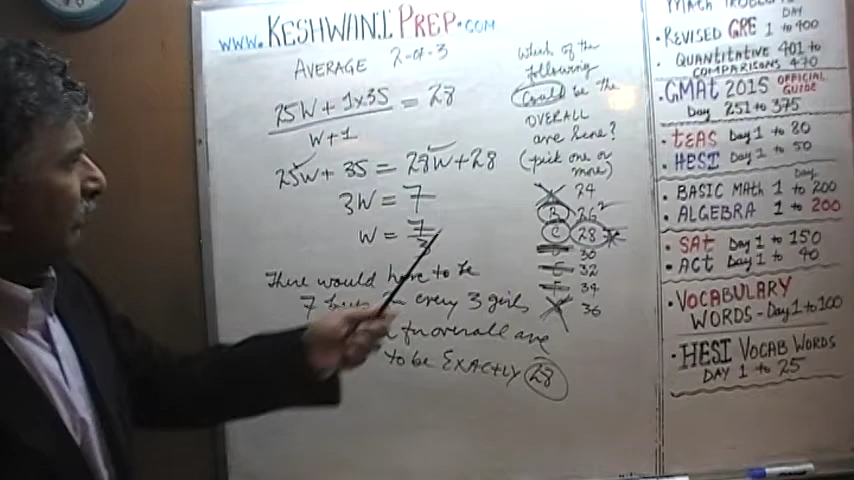 www.KESHWANI PREP.com
AVERAGE 2-of-3
25W + 1x35 = 28
W+1
25W + 35 = 28W + 28
3W = 7
W = 7
3
There would have to be
7 every 3 girls
overall ave
to be EXACTLY 28
which of the
following
Could be the
OVERALL
ave here?
(pick one or
more)
24
B 26
C 28
30
32
34
36
MATH PROBLEMS
DAY
• REVISED GRE 1 to 400
QUANTITATIVE 401 to
COMPARISONS 470
• GMAT 2015 OFFICIAL GUIDE
Day 251 to 375
• TEAS Day 1 to 80
• HESI Day 1 to 50
Day
• BASIC MATH 1 to 200
• ALGEBRA 1 to 200
• SAT Day 1 to 150
• ACT Day 1 to 40
• VOCABULARY
WORDS - Day 1 to 100
• HESI VOCAB WORDS
DAY 1 to 25